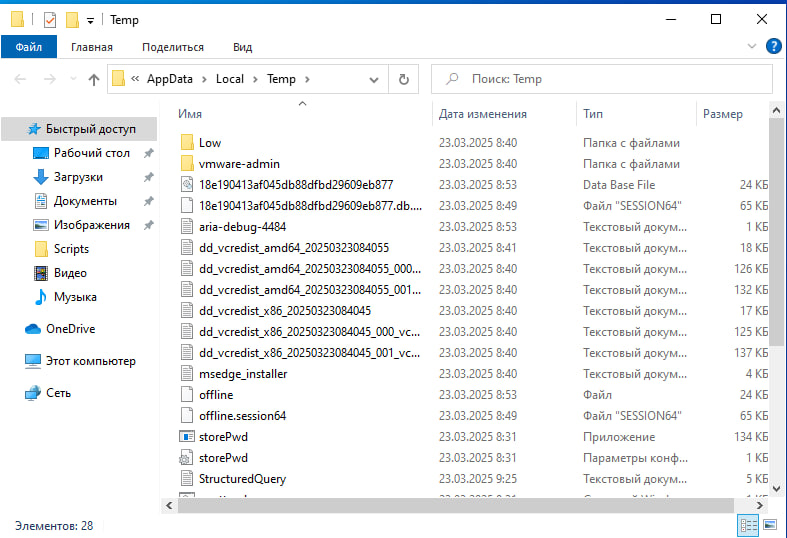 Temp
Файл Главная Поделиться Вид
« AppData › Local › Temp › Поиск: Temp
Имя Дата изменения Тип Размер
Быстрый доступ
Рабочий стол
Загрузки
Документы
Изображения
Scripts
Видео
Музыка
OneDrive
Этот компьютер
Сеть
Low 23.03.2025 8:40 Папка с файлами
vmware-admin 23.03.2025 8:40 Папка с файлами
18e190413af045db88dfbd29609eb877 23.03.2025 8:53 Data Base File 24 КБ
18e190413af045db88dfbd29609eb877.db.... 23.03.2025 8:49 Файл "SESSION64" 65 КБ
aria-debug-4484 23.03.2025 8:53 Текстовый докум... 1 КБ
dd_vcredist_amd64_20250323084055 23.03.2025 8:41 Текстовый докум... 18 КБ
dd_vcredist_amd64_20250323084055_000... 23.03.2025 8:40 Текстовый докум... 126 КБ
dd_vcredist_amd64_20250323084055_001... 23.03.2025 8:40 Текстовый докум... 132 КБ
dd_vcredist_x86_20250323084045 23.03.2025 8:40 Текстовый докум... 17 КБ
dd_vcredist_x86_20250323084045_000_vc... 23.03.2025 8:40 Текстовый докум... 125 КБ
dd_vcredist_x86_20250323084045_001_vc... 23.03.2025 8:40 Текстовый докум... 137 КБ
msedge_installer 23.03.2025 8:40 Текстовый докум... 4 КБ
offline 23.03.2025 8:53 Файл 24 КБ
offline.session64 23.03.2025 8:49 Файл "SESSION64" 65 КБ
storePwd 23.03.2025 8:31 Приложение 134 КБ
storePwd 23.03.2025 8:31 Параметры конф... 1 КБ
StructuredQuery 23.03.2025 9:25 Текстовый докум... 5 КБ
Элементов: 28